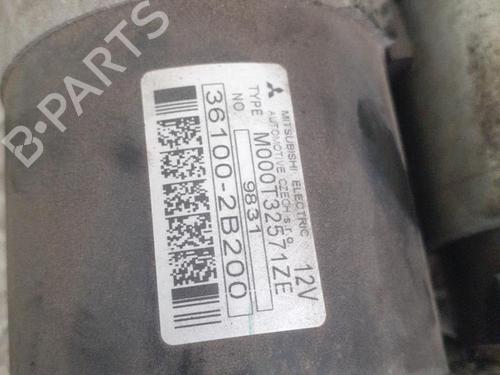 MITSUBISHI ELECTRIC
AUTOMOTIVE CZECH s.r.o.
12V
TYPE M000T32571ZE
NO. 9831
36100-2B200
B-PARTS